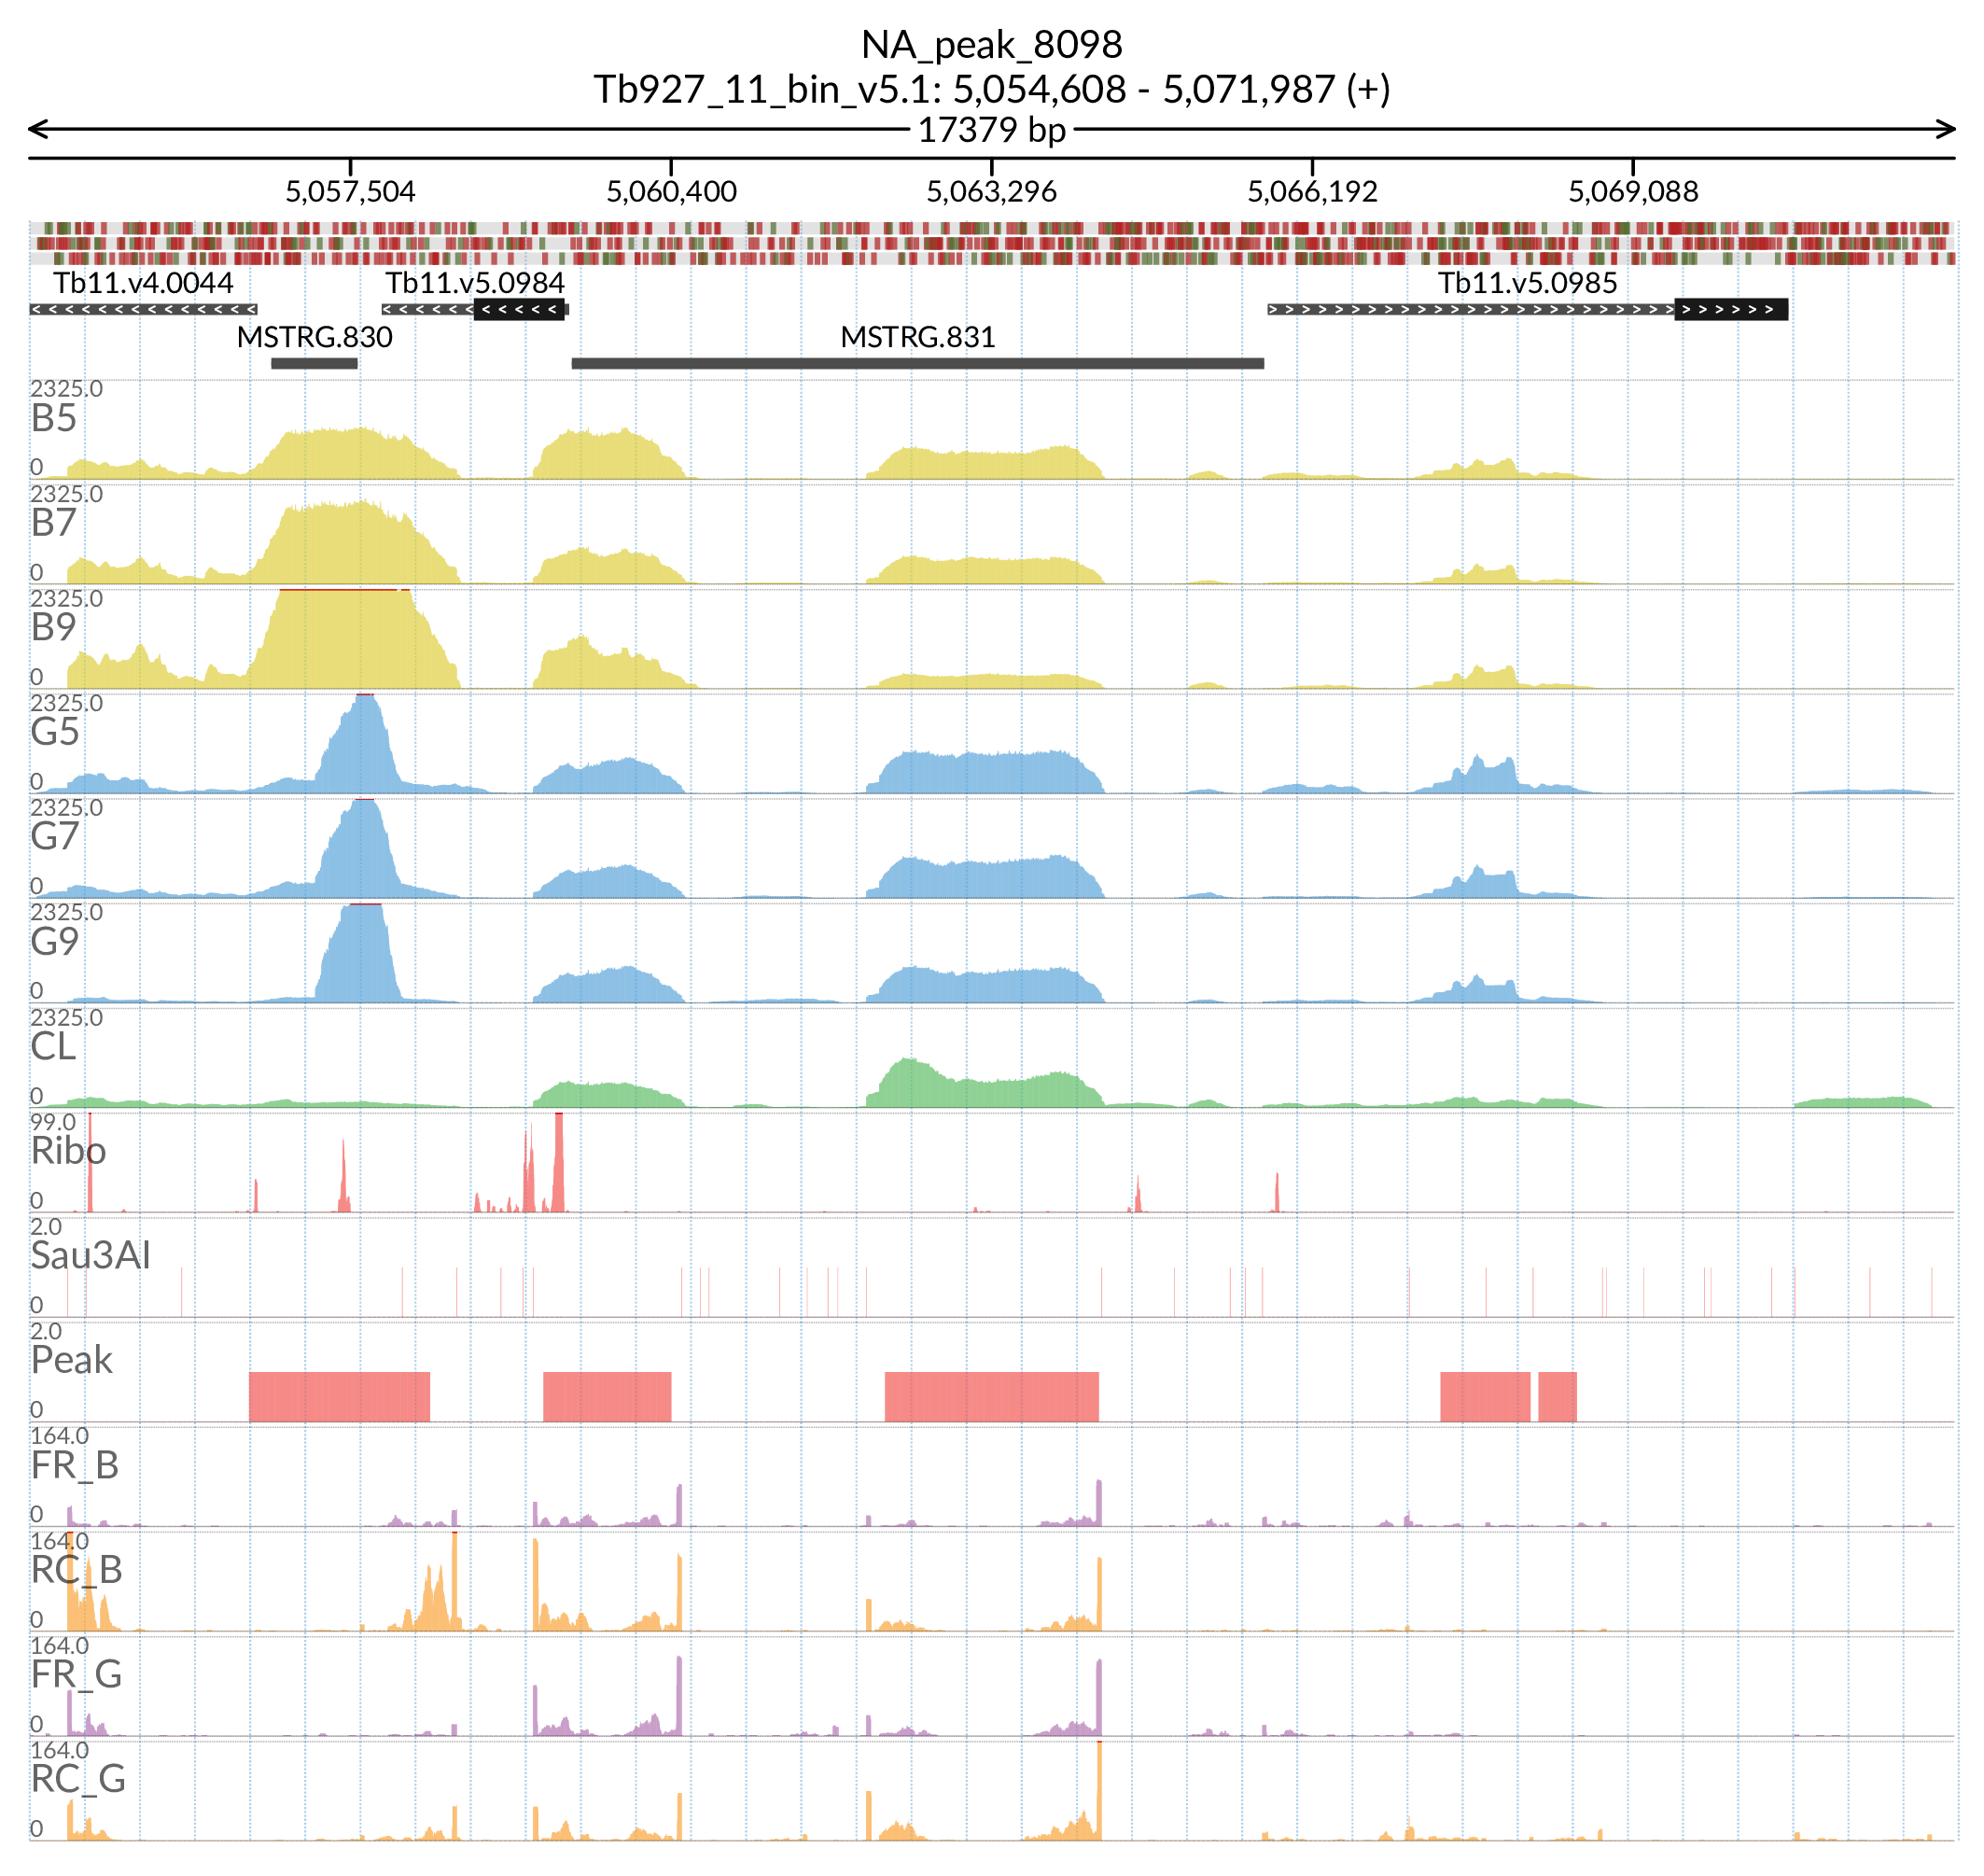 NA_peak_8098
Tb927_11_bin_v5.1: 5,054,608 - 5,071,987 (+)
17379 bp
5,057,504 5,060,400 5,063,296 5,066,192 5,069,088
Tb11.v4.0044 Tb11.v5.0984 Tb11.v5.0985
MSTRG.830 MSTRG.831
2325.0
B5
0
2325.0
B7
0
2325.0
B9
0
2325.0
G5
0
2325.0
G7
0
2325.0
G9
0
2325.0
CL
0
99.0
Ribo
0
2.0
Sau3AI
0
2.0
Peak
0
164.0
FR_B
0
164.0
RC_B
0
164.0
FR_G
0
164.0
RC_G
0